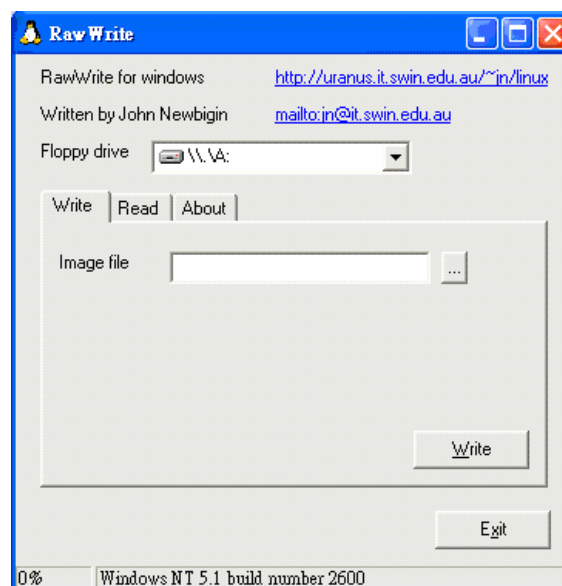 RawWrite
RawWrite for windows http://uranus.it.swin.edu.au/~jn/linux
Written by John Newbigin mailto:jn@it.swin.edu.au
Floppy drive \\.\A:
Write Read About
Image file ...
Write
Exit
0% Windows NT 5.1 build number 2600